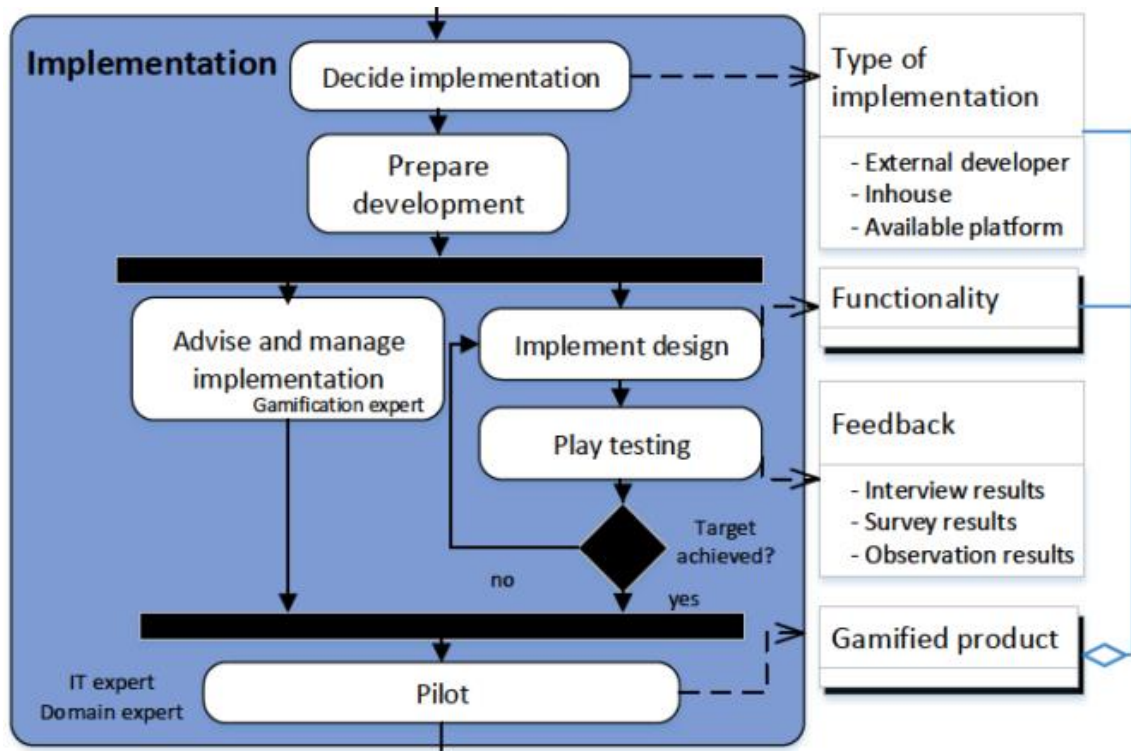 Implementation
Decide implementation
Prepare
development
Advise and manage
implementation
Gamification expert
Implement design
Play testing
Target
achieved?
no
yes
IT expert
Domain expert
Pilot
Type of
implementation
- External developer
- Inhouse
- Available platform
Functionality
Feedback
- Interview results
- Survey results
- Observation results
Gamified product